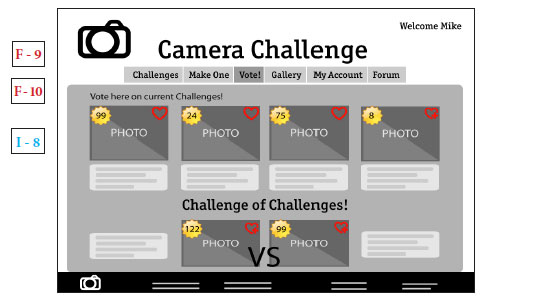 Welcome Mike
F - 9
Camera Challenge
Challenges Make One Vote! Gallery My Account Forum
F - 10
Vote here on current Challenges!
99 24 75 8
PHOTO PHOTO PHOTO PHOTO
I - 8
Challenge of Challenges!
122 99
PHOTO VS PHOTO